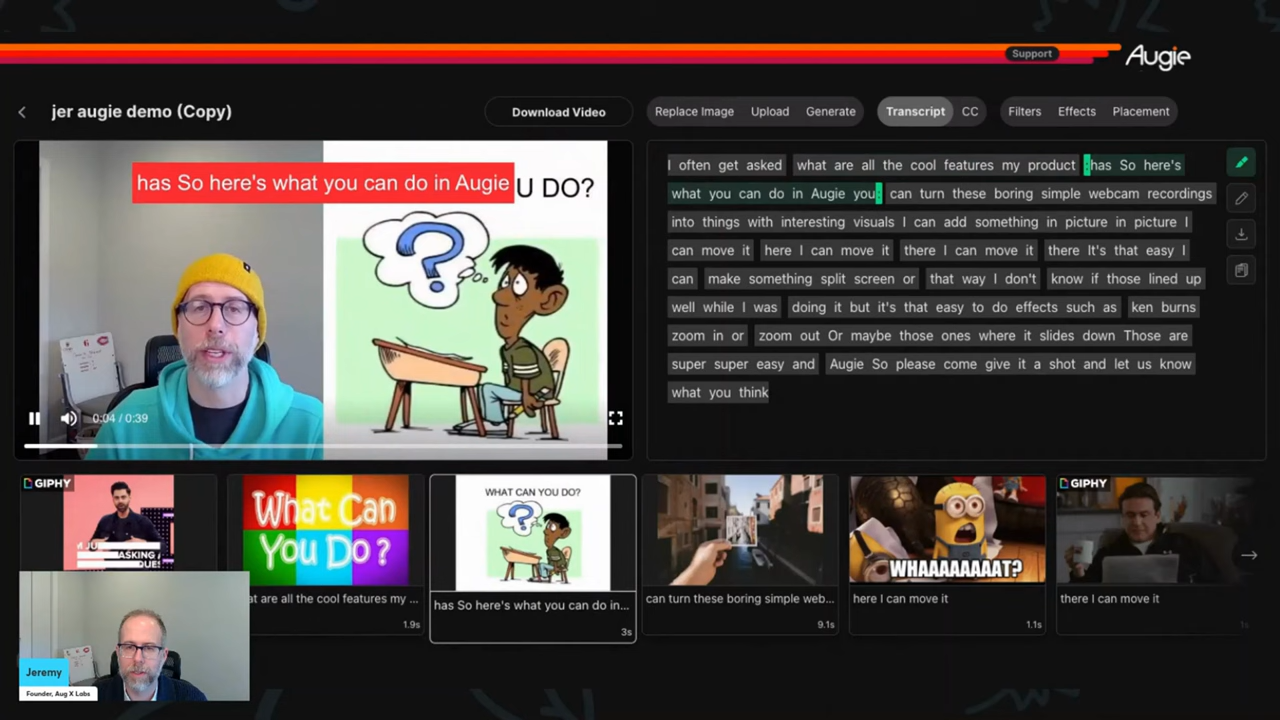 Support
Augie
jer augie demo (Copy)
Download Video
Replace Image Upload Generate
Transcript CC
Filters Effects Placement
has So here's what you can do in Augie
U DO?
0:04 / 0:39
I often get asked what are all the cool features my product has So here's
what you can do in Augie you can turn these boring simple webcam recordings
into things with interesting visuals I can add something in picture in picture I
can move it here I can move it there I can move it there It's that easy I
can make something split screen or that way I don't know if those lined up
well while I was doing it but it's that easy to do effects such as ken burns
zoom in or zoom out Or maybe those ones where it slides down Those are
super super easy and Augie So please come give it a shot and let us know
what you think
GIPHY
ASKING
What Can
You Do ?
at are all the cool features my ...
1.9s
WHAT CAN YOU DO?
has So here's what you can do in...
3s
can turn these boring simple web...
9.1s
WHAAAAAAAT?
here I can move it
1.1s
GIPHY
there I can move it
Jeremy
Founder, Aug X Labs